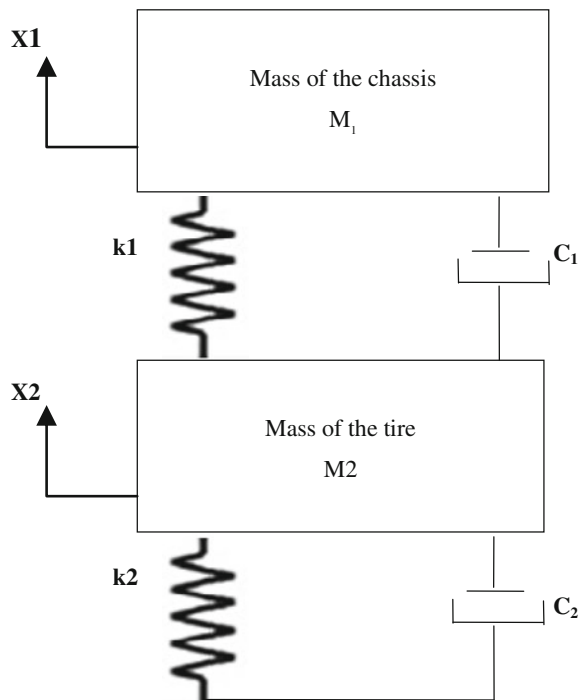 X1
Mass of the chassis
M₁
k1
C₁
X2
Mass of the tire
M2
k2
C₂